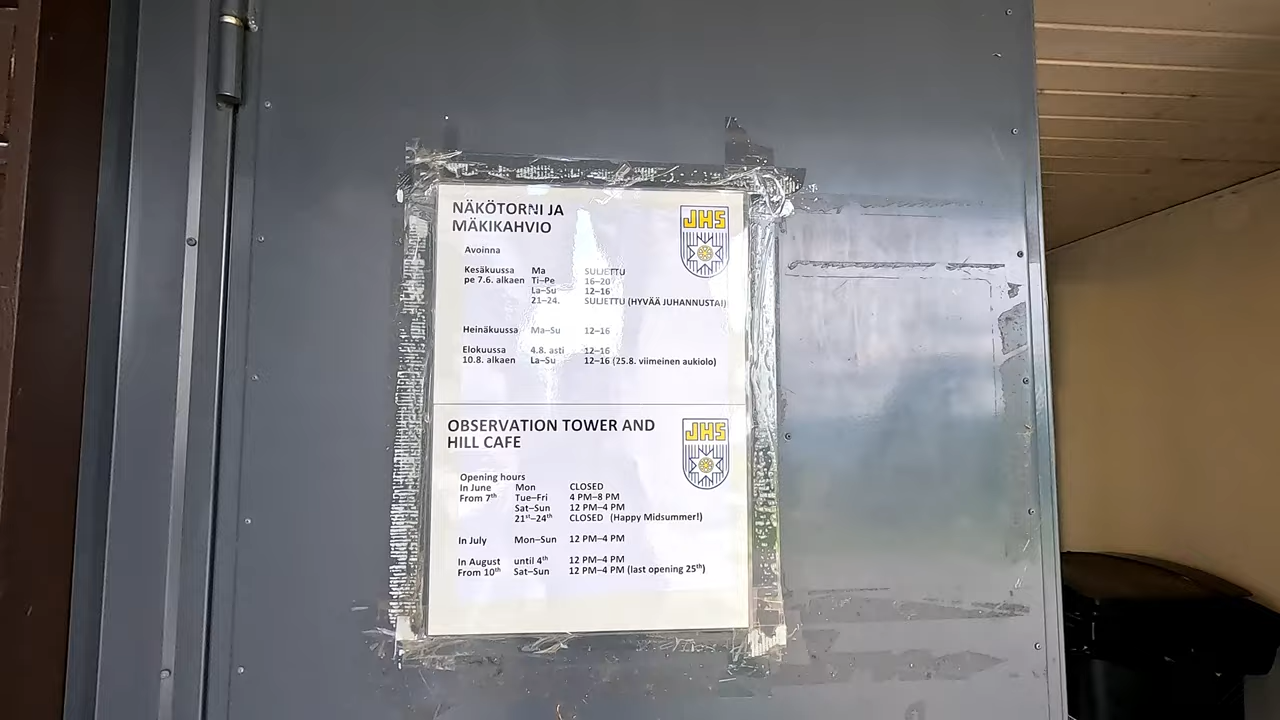 NÄKÖTORNI JA
MÄKIKAHVIO
JHS
Avoinna
Kesäkuussa Ma SULJETTU
pe 7.6. alkaen Ti–Pe 16–20
La–Su 12–16
21–24. SULJETTU (HYVÄÄ JUHANNUSTA!)
Heinäkuussa Ma–Su 12–16
Elokuussa 4.8. asti 12–16
10.8. alkaen La–Su 12–16 (25.8. viimeinen aukiolo)
OBSERVATION TOWER AND
HILL CAFE
JHS
Opening hours
In June Mon CLOSED
From 7th Tue–Fri 4 PM–8 PM
Sat–Sun 12 PM–4 PM
21st–24th CLOSED (Happy Midsummer!)
In July Mon–Sun 12 PM–4 PM
In August until 4th 12 PM–4 PM
From 10th Sat–Sun 12 PM–4 PM (last opening 25th)